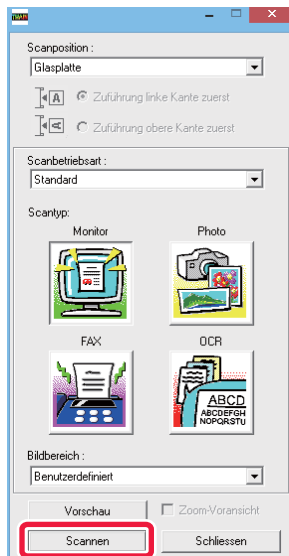 TWAIN
Scanposition :
Glasplatte
A Zuführung linke Kante zuerst
A Zuführung obere Kante zuerst
Scanbetriebsart :
Standard
Scantyp:
Monitor Photo
FAX OCR
ABCD
ABCDEFGH
NOPQRSTU
Bildbereich :
Benutzerdefiniert
Vorschau Zoom-Voransicht
Scannen Schliessen